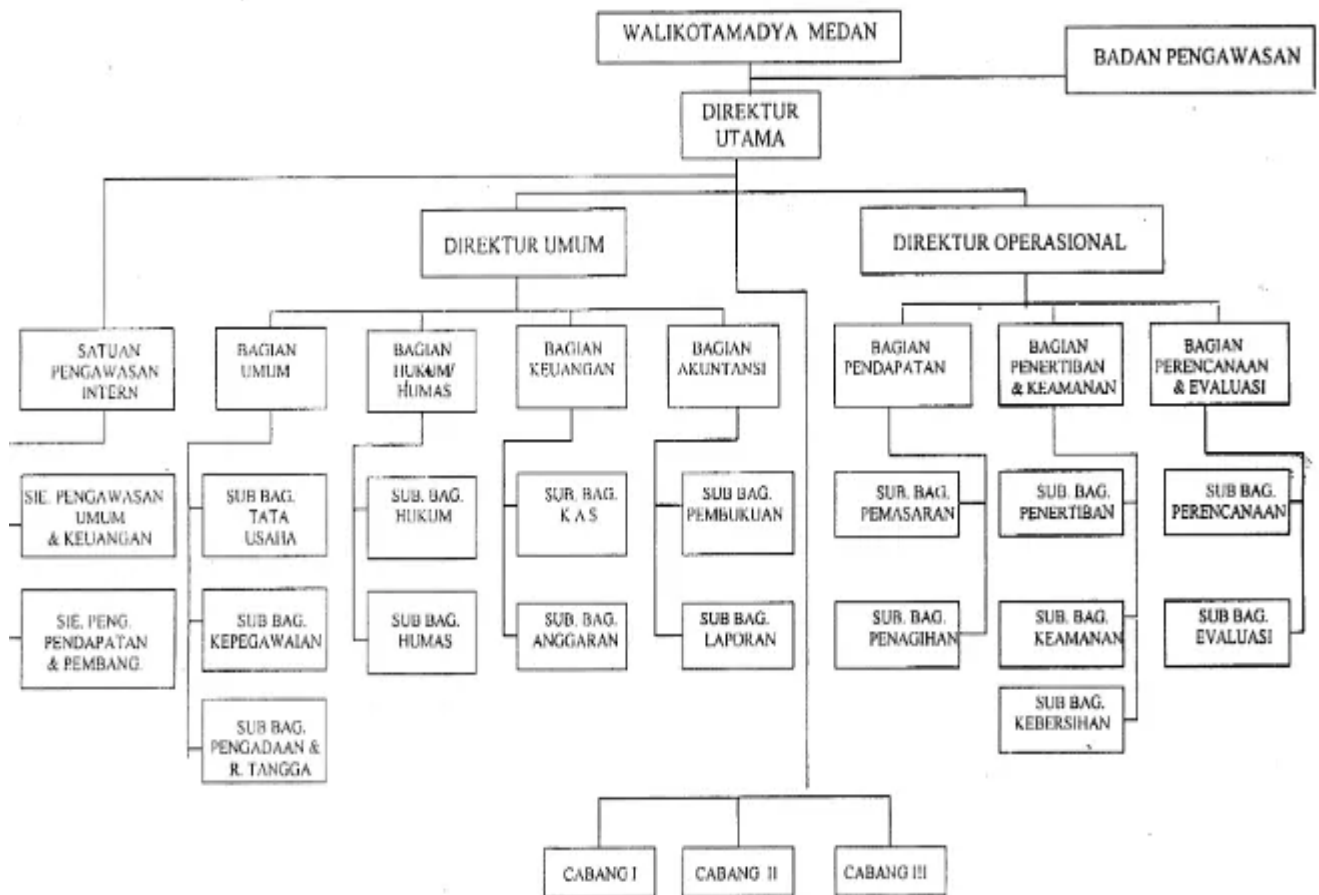 WALIKOTAMADYA MEDAN
BADAN PENGAWASAN
DIREKTUR
UTAMA
DIREKTUR UMUM
DIREKTUR OPERASIONAL
SATUAN
PENGAWASAN
INTERN
BAGIAN
UMUM
BAGIAN
HUKUM/
HUMAS
BAGIAN
KEUANGAN
BAGIAN
AKUNTANSI
BAGIAN
PENDAPATAN
BAGIAN
PENERTIBAN
& KEAMANAN
BAGIAN
PERENCANAAN
& EVALUASI
SIE. PENGAWASAN
UMUM
& KEUANGAN
SUB BAG.
TATA
USAHA
SUB. BAG.
HUKUM
SUB. BAG.
K A S
SUB BAG.
PEMBUKUAN
SUB. BAG.
PEMASARAN
SUB. BAG.
PENERTIBAN
SUB BAG.
PERENCANAAN
SIE. PENG.
PENDAPATAN
& PEMBANG.
SUB BAG.
KEPEGAWAIAN
SUB BAG.
HUMAS
SUB. BAG.
ANGGARAN
SUB BAG.
LAPORAN
SUB. BAG.
PENAGIHAN
SUB BAG.
KEAMANAN
SUB BAG.
EVALUASI
SUB BAG.
PENGADAAN &
R. TANGGA
SUB BAG.
KEBERSIHAN
CABANG I
CABANG II
CABANG III